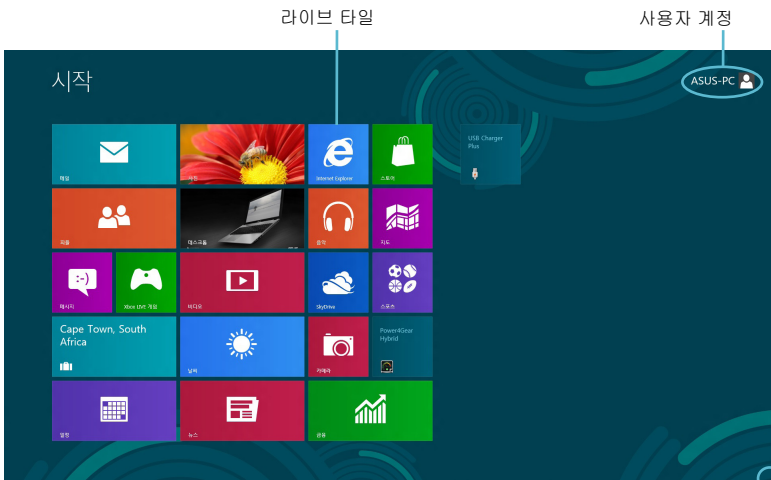 라이브 타일
사용자 계정
시작
ASUS-PC
메일
사진
Internet Explorer
스토어
USB Charger
Plus
피플
데스크톱
음악
지도
메시지
Xbox LIVE 게임
비디오
SkyDrive
스포츠
Cape Town, South
Africa
날씨
카메라
Power4Gear
Hybrid
일정
뉴스
금융